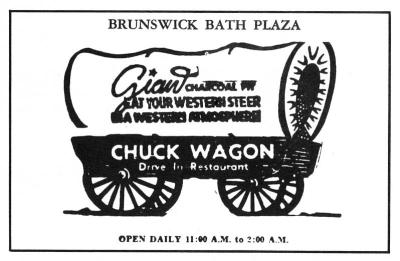 BRUNSWICK BATH PLAZA
Giant CHARCOAL PIT
EAT YOUR WESTERN STEER
IN A WESTERN ATMOSPHERE
CHUCK WAGON
Drive In Restaurant
OPEN DAILY 11:00 A.M. to 2:00 A.M.